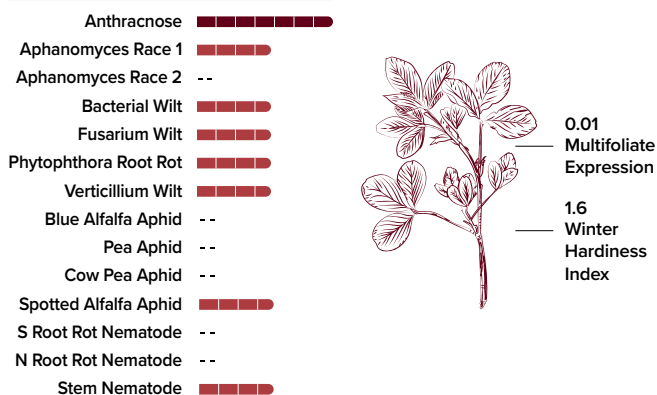 Anthracnose
Aphanomyces Race 1
Aphanomyces Race 2 --
Bacterial Wilt
Fusarium Wilt
Phytophthora Root Rot
Verticillium Wilt
Blue Alfalfa Aphid --
Pea Aphid --
Cow Pea Aphid --
Spotted Alfalfa Aphid
S Root Rot Nematode --
N Root Rot Nematode --
Stem Nematode
0.01
Multifoliate
Expression
1.6
Winter
Hardiness
Index